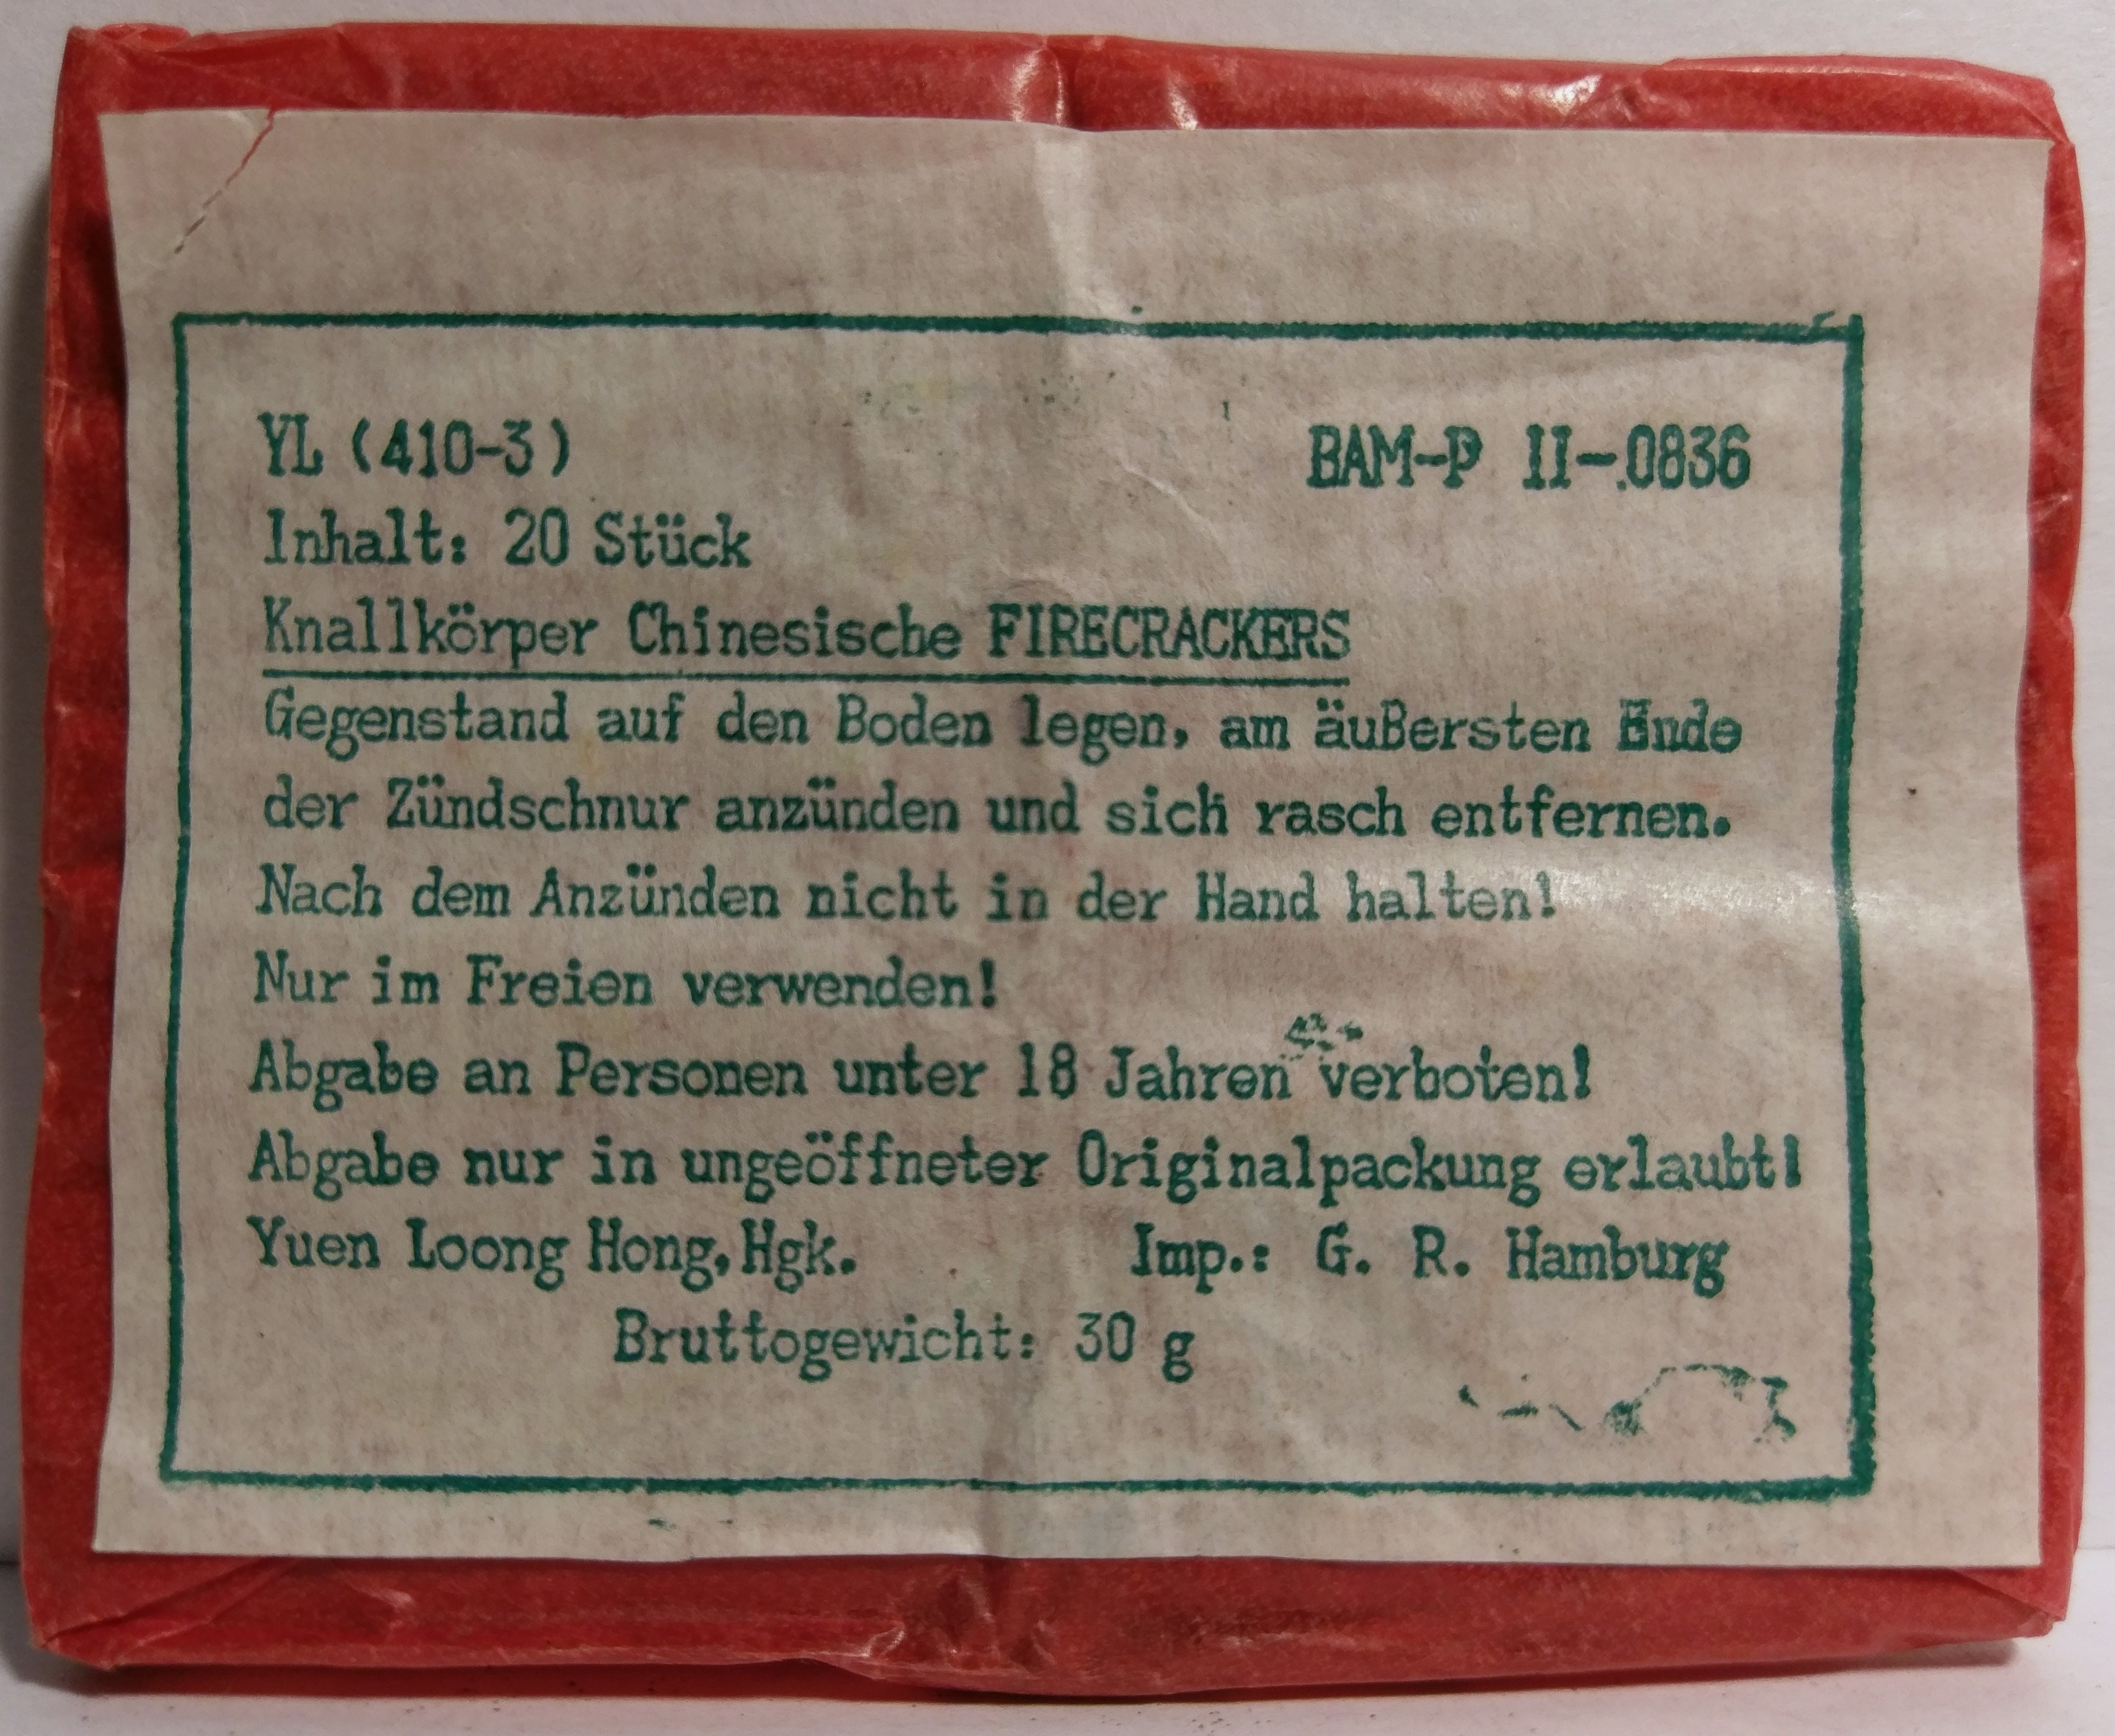 YL (410-3) BAM-P II-0836
Inhalt: 20 Stück
Knallkörper Chinesische FIRECRACKERS
Gegenstand auf den Boden legen, am äußersten Ende
der Zündschnur anzünden und sich rasch entfernen.
Nach dem Anzünden nicht in der Hand halten!
Nur im Freien verwenden!
Abgabe an Personen unter 18 Jahren verboten!
Abgabe nur in ungeöffneter Originalpackung erlaubt!
Yuen Loong Hong, Hgk. Imp.: G. R. Hamburg
Bruttogewicht: 30 g